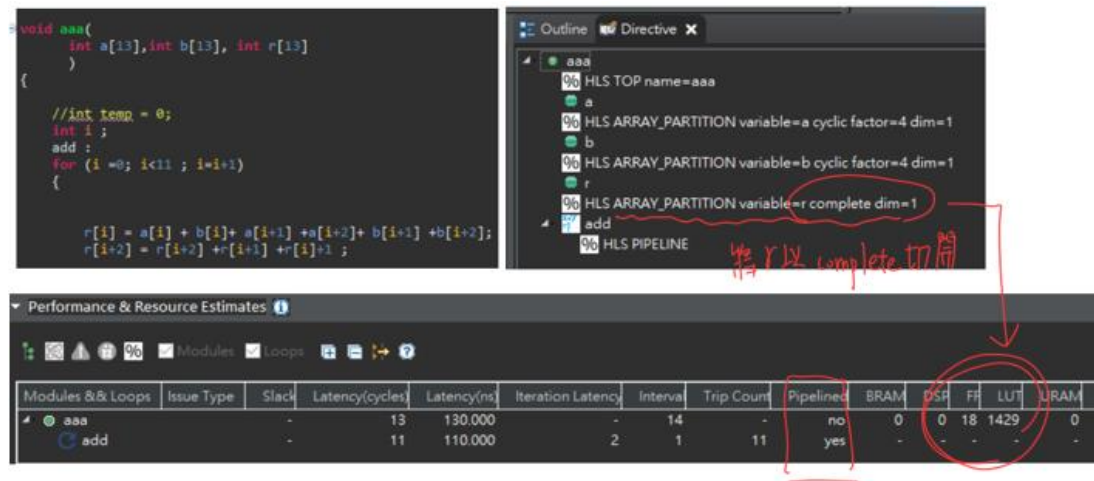 void aaa(
int a[13],int b[13], int r[13]
)
{
//int temp = 0;
int i ;
add :
for (i =0; i<11 ; i=i+1)
{
r[i] = a[i] + b[i]+ a[i+1] +a[i+2]+ b[i+1] +b[i+2];
r[i+2] = r[i+2] +r[i+1] +r[i]+1 ;
Outline Directive
aaa
% HLS TOP name=aaa
a
% HLS ARRAY_PARTITION variable=a cyclic factor=4 dim=1
b
% HLS ARRAY_PARTITION variable=b cyclic factor=4 dim=1
r
% HLS ARRAY_PARTITION variable=r complete dim=1
add
% HLS PIPELINE
將 r 以 complete 切開
Performance & Resource Estimates
% Modules Loops
Modules && Loops Issue Type Slack Latency(cycles) Latency(ns) Iteration Latency Interval Trip Count Pipelined BRAM DSP FF LUT URAM
aaa - 13 130.000 - 14 - no 0 0 18 1429 0
add - 11 110.000 2 1 11 yes - - - - -